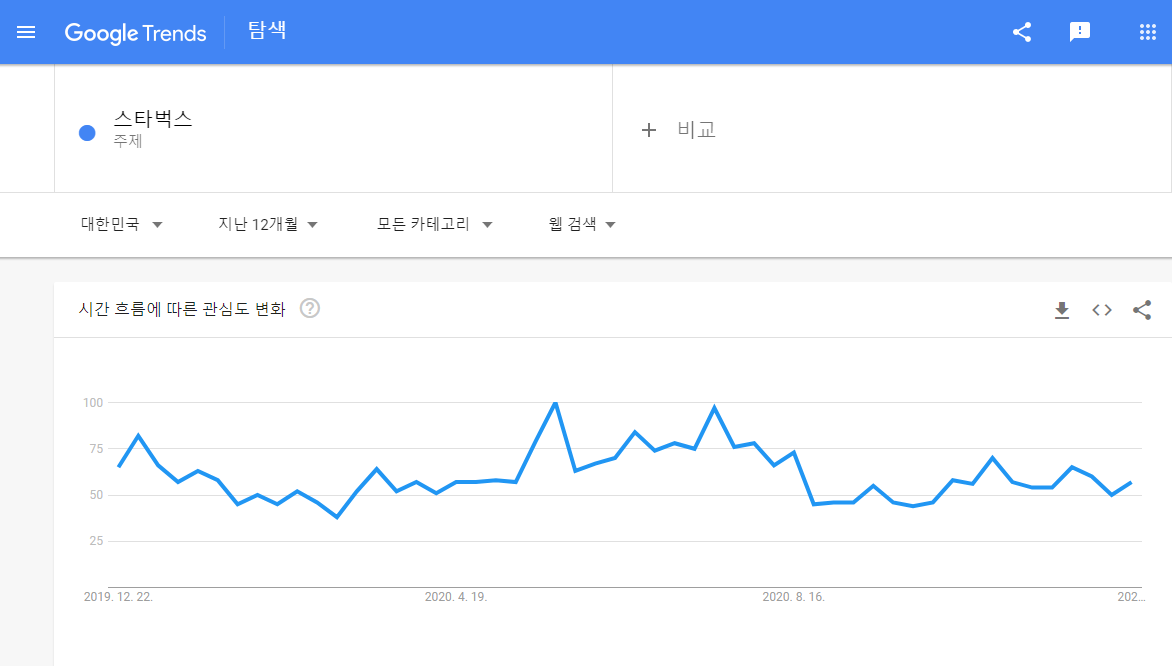 Google Trends 탐색
스타벅스
주제
+ 비교
대한민국 지난 12개월 모든 카테고리 웹 검색
시간 흐름에 따른 관심도 변화 ?
100
75
50
25
2019. 12. 22. 2020. 4. 19. 2020. 8. 16. 202...